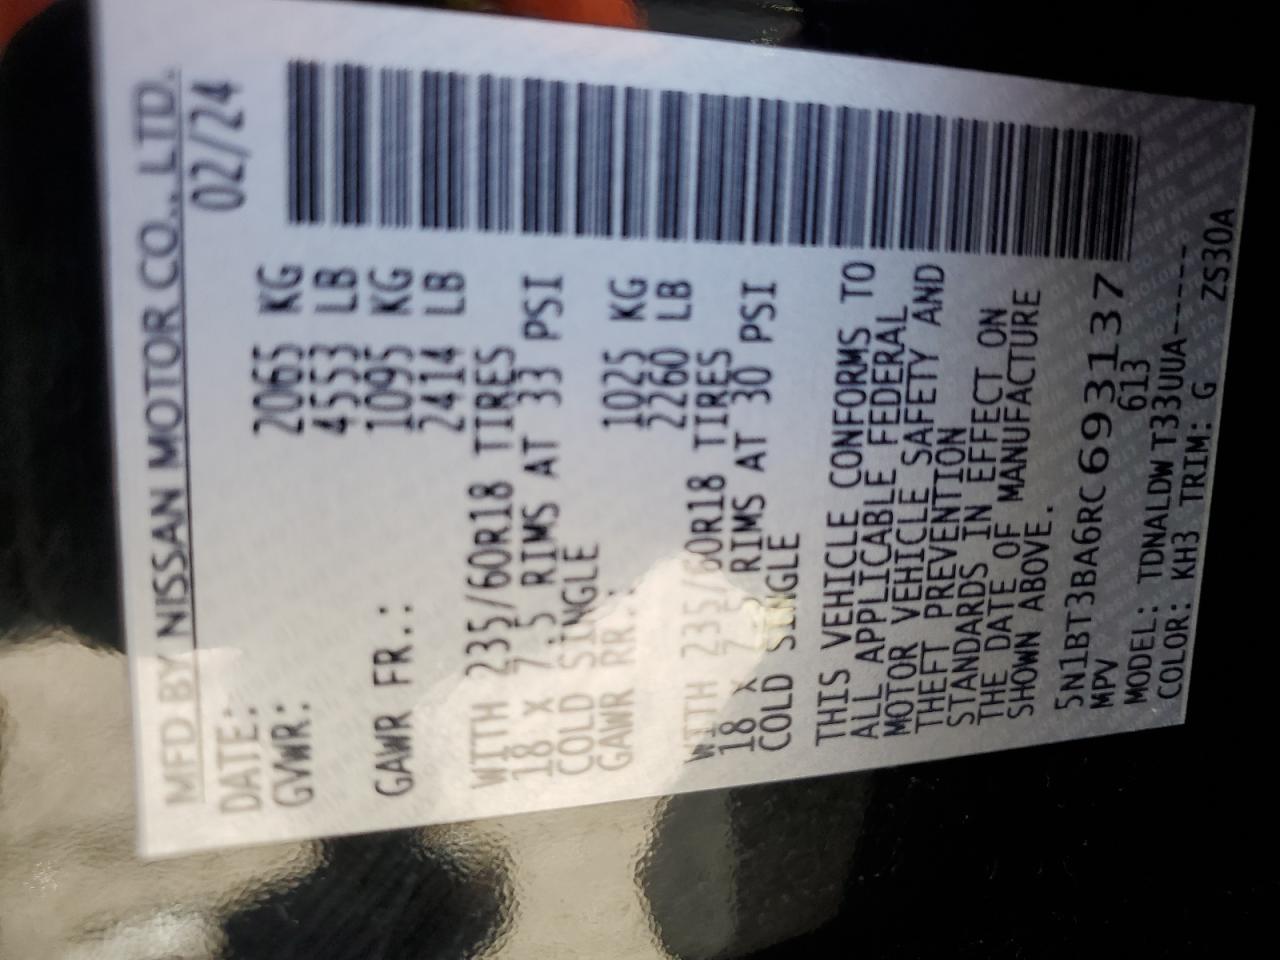 MFD BY NISSAN MOTOR CO., LTD.
DATE: 02/24
GVWR: 2065 KG
4553 LB
GAWR FR.: 1095 KG
2414 LB
WITH 235/60R18 TIRES
18 X 7.5 RIMS AT 33 PSI
COLD SINGLE
GAWR RR.: 1025 KG
2260 LB
WITH 235/60R18 TIRES
18 X 7.5 RIMS AT 30 PSI
COLD SINGLE
THIS VEHICLE CONFORMS TO
ALL APPLICABLE FEDERAL
MOTOR VEHICLE SAFETY AND
THEFT PREVENTION
STANDARDS IN EFFECT ON
THE DATE OF MANUFACTURE
SHOWN ABOVE.
5N1BT3BA6RC693137
MPV 613
MODEL: TDNALDW T33UUA------
COLOR: KH3 TRIM: G ZS30A